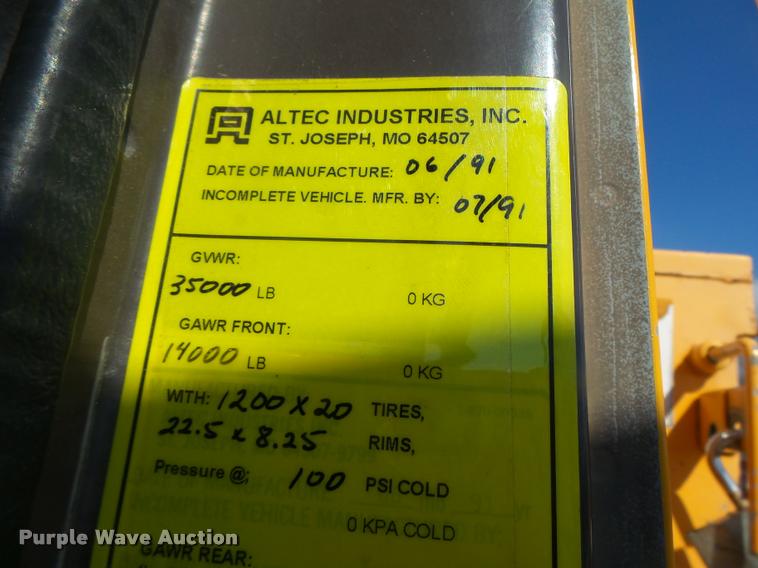 ALTEC INDUSTRIES, INC.
ST. JOSEPH, MO 64507
DATE OF MANUFACTURE: 06/91
INCOMPLETE VEHICLE. MFR. BY: 07/91
GVWR:
35000 LB 0 KG
GAWR FRONT:
14000 LB 0 KG
WITH: 1200 X 20 TIRES,
22.5 x 8.25 RIMS,
Pressure @; 100 PSI COLD
0 KPA COLD
GAWR REAR:
Purple Wave Auction